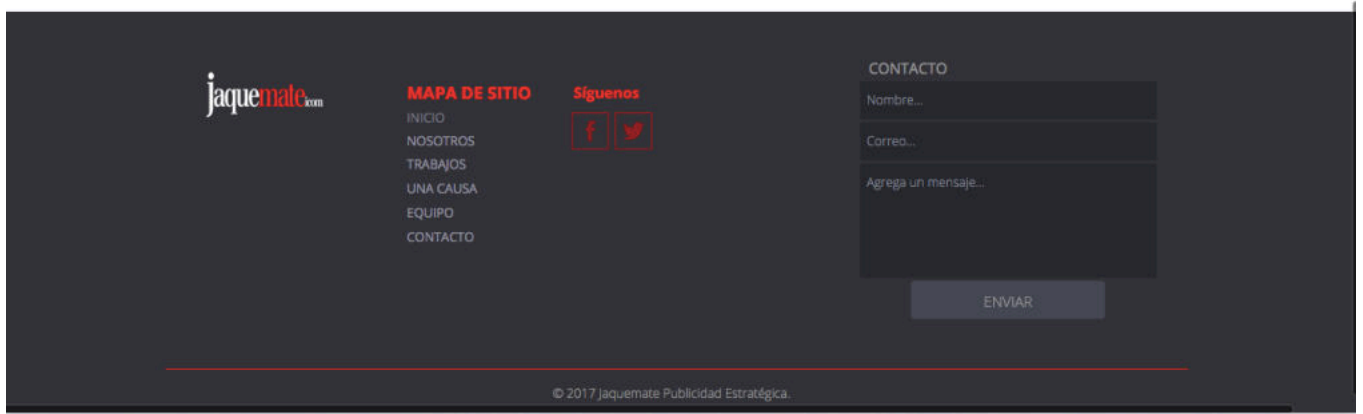 jaquemate.com
MAPA DE SITIO
INICIO
NOSOTROS
TRABAJOS
UNA CAUSA
EQUIPO
CONTACTO
Síguenos
CONTACTO
Nombre...
Correo...
Agrega un mensaje...
ENVIAR
© 2017 Jaquemate Publicidad Estratégica.